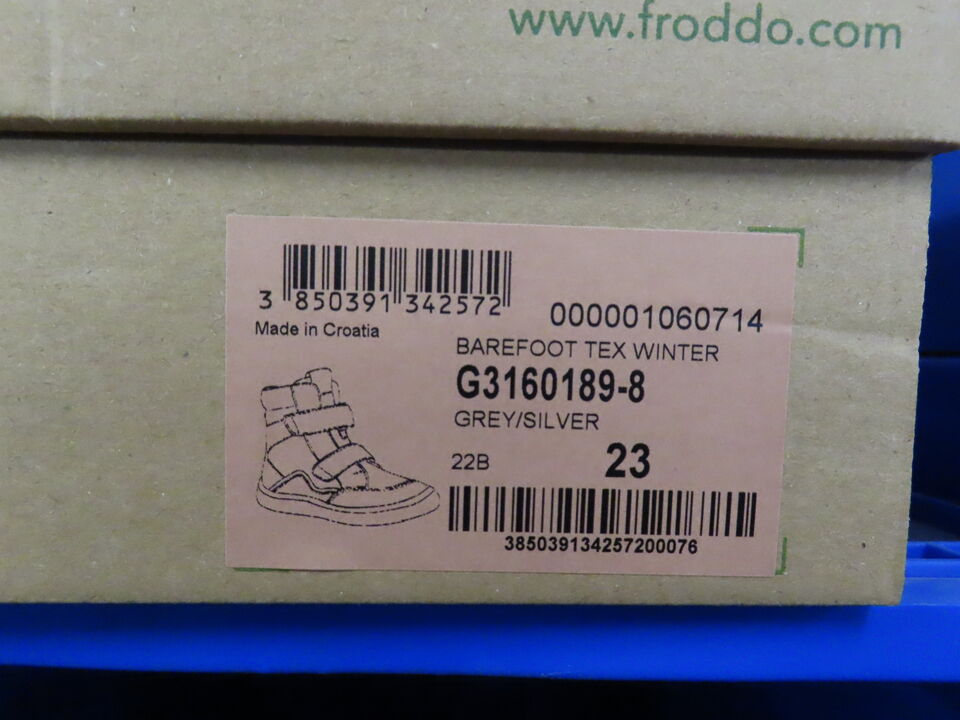 www.froddo.com
3 850391 342572
000001060714
Made in Croatia
BAREFOOT TEX WINTER
G3160189-8
GREY/SILVER
22B
23
385039134257200076